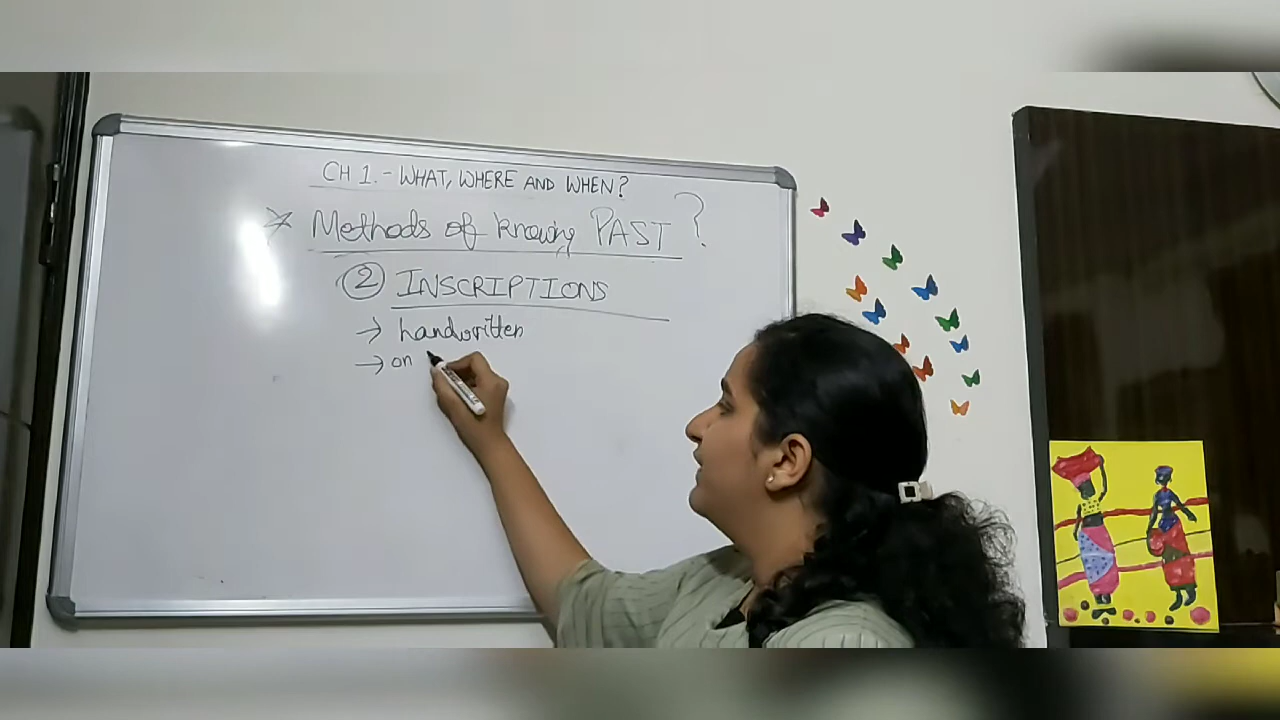 CH 1. - WHAT, WHERE AND WHEN?
Methods of knowing PAST?
② INSCRIPTIONS
→ handwritten
→ on